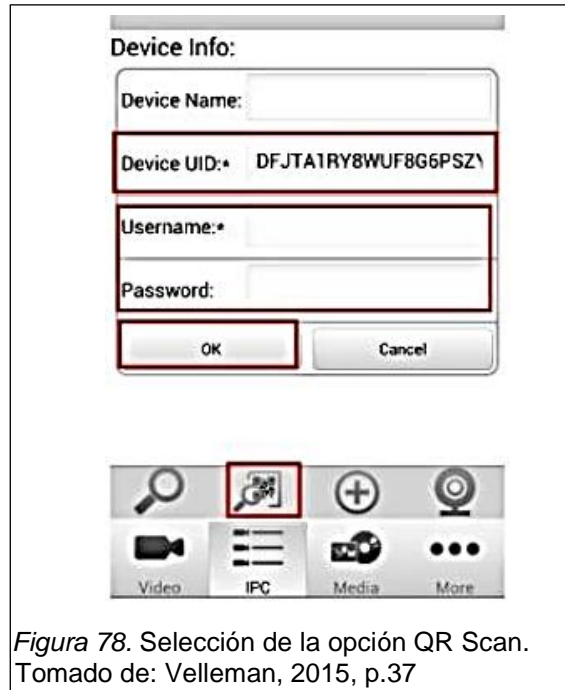 Device Info:
Device Name:
Device UID:* DFJTA1RY8WUF8G6PSZ
Username:*
Password:
OK Cancel
Video IPC Media More
Figura 78. Selección de la opción QR Scan.
Tomado de: Velleman, 2015, p.37